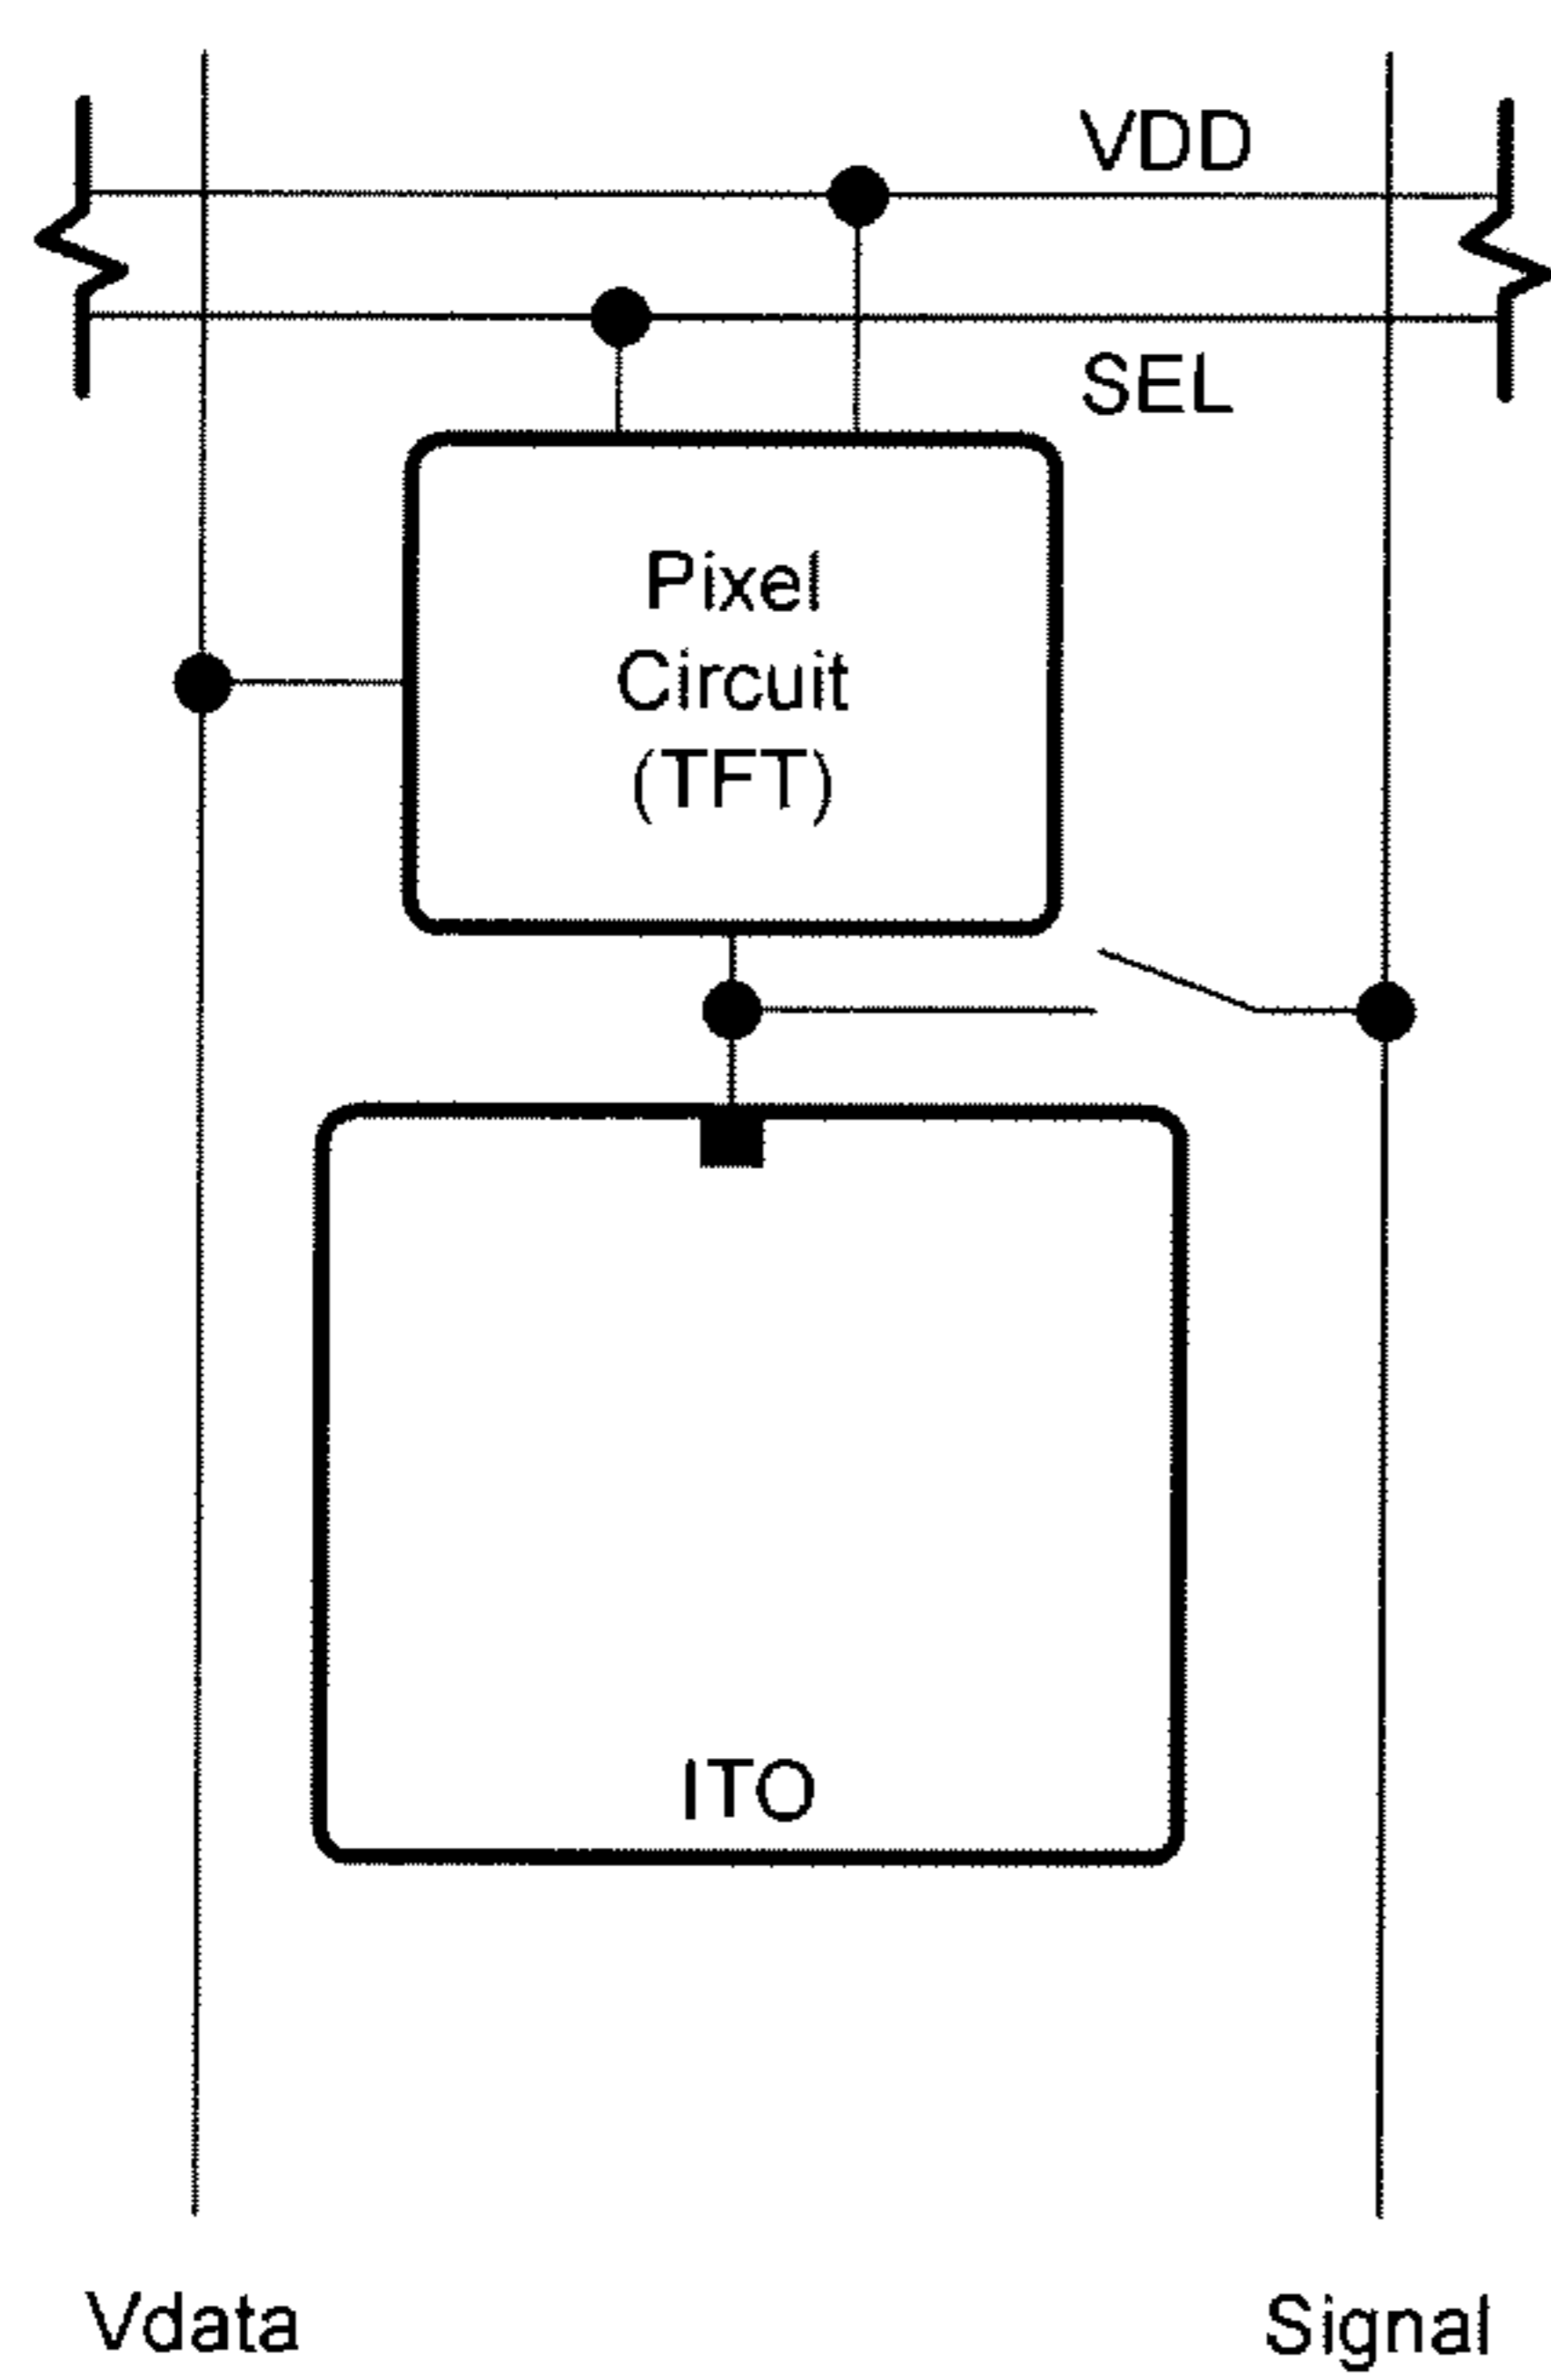 VDD
SEL
Pixel
Circuit
(TFT)
ITO
Vdata
Signal